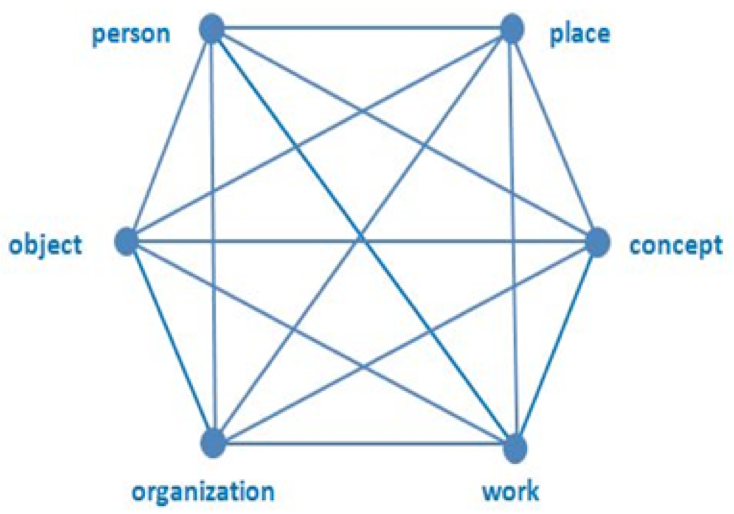 person
place
object
concept
organization
work